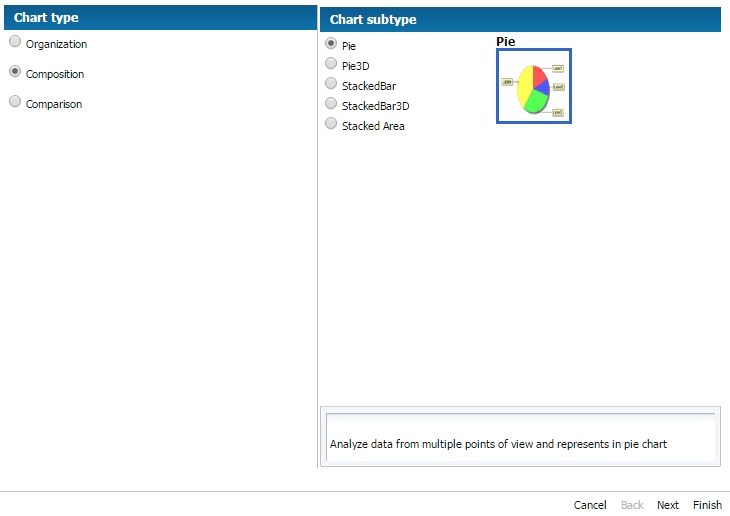 Chart type
Organization
Composition
Comparison
Chart subtype
Pie
Pie3D
StackedBar
StackedBar3D
Stacked Area
Pie
Analyze data from multiple points of view and represents in pie chart
Cancel Back Next Finish